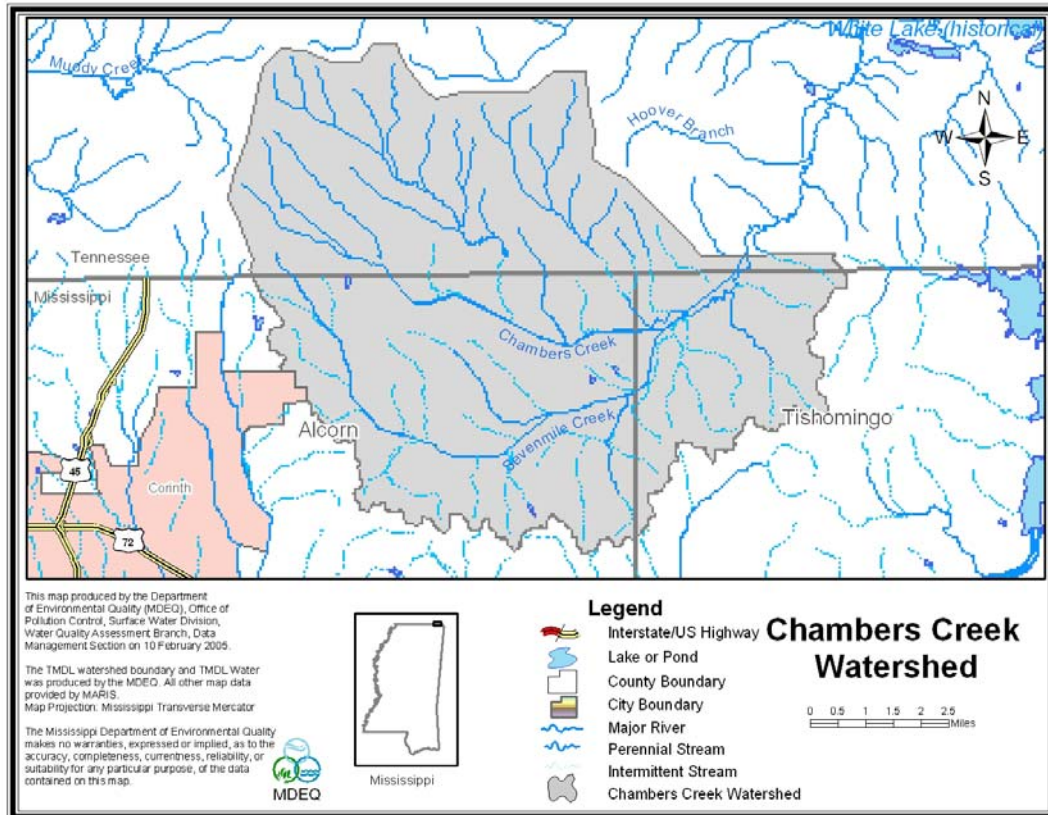 White Lake (historical)
Muddy Creek
Hoover Branch
N
W E
S
Tennessee
Mississippi
Chambers Creek
Tishomingo
Alcorn
Sevenmile Creek
45
Corinth
72
This map produced by the Department
of Environmental Quality (MDEQ), Office of
Pollution Control, Surface Water Division,
Water Quality Assessment Branch, Data
Management Section on 10 February 2005.
The TMDL watershed boundary and TMDL Water
was produced by the MDEQ. All other map data
provided by MARIS.
Map Projection: Mississippi Transverse Mercator
The Mississippi Department of Environmental Quality
makes no warranties, expressed or implied, as to the
accuracy, completeness, currentness, reliability, or
suitability for any particular purpose, of the data
contained on this map.
MDEQ
Mississippi
Legend
Interstate/US Highway
Lake or Pond
County Boundary
City Boundary
Major River
Perennial Stream
Intermittent Stream
Chambers Creek Watershed
Chambers Creek
Watershed
0 0.5 1 1.5 2 2.5
Miles